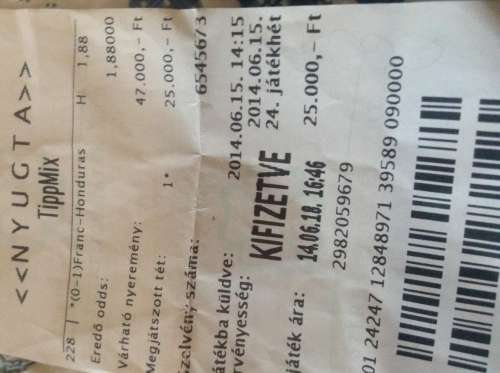 <<NYUGTA>>
TippMix
228 | *(0-1)Franc-Honduras H 1,88
Eredő odds: 1,88000
Várható nyeremény: 47.000,- Ft
Megjátszott tét: 1* 25.000,- Ft
Szelvény száma: 6545673
átékba küldve: 2014.06.15. 14:15
rvényesség: 2014.06.15.
24. játékhét
KIFIZETVE
játék ára: 25.000,- Ft
14.06.18. 16:46
2982059679
01 24247 12848971 39589 090000